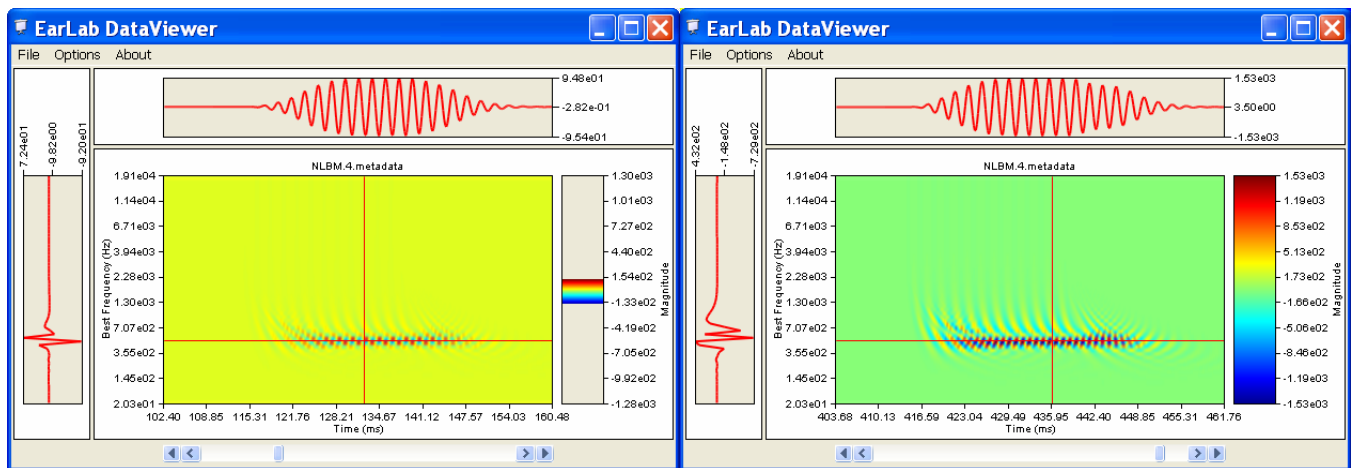 EarLab DataViewer
File Options About
9.48e01
-2.82e-01
-9.54e01
7.24e01
-9.82e00
-9.20e01
NLBM.4.metadata
Best Frequency (Hz)
1.91e04
1.14e04
6.71e03
3.94e03
2.28e03
1.30e03
7.07e02
3.55e02
1.45e02
2.03e01
102.40 108.85 115.31 121.76 128.21 134.67 141.12 147.57 154.03 160.48
Time (ms)
1.30e03
1.01e03
7.27e02
4.40e02
1.54e02
-1.33e02
-4.19e02
-7.05e02
-9.92e02
-1.28e03
Magnitude
EarLab DataViewer
File Options About
1.53e03
3.50e00
-1.53e03
4.32e02
-1.48e02
-7.29e02
NLBM.4.metadata
Best Frequency (Hz)
1.91e04
1.14e04
6.71e03
3.94e03
2.28e03
1.30e03
7.07e02
3.55e02
1.45e02
2.03e01
403.68 410.13 416.59 423.04 429.49 435.95 442.40 448.85 455.31 461.76
Time (ms)
1.53e03
1.19e03
8.53e02
5.13e02
1.73e02
-1.66e02
-5.06e02
-8.46e02
-1.19e03
-1.53e03
Magnitude